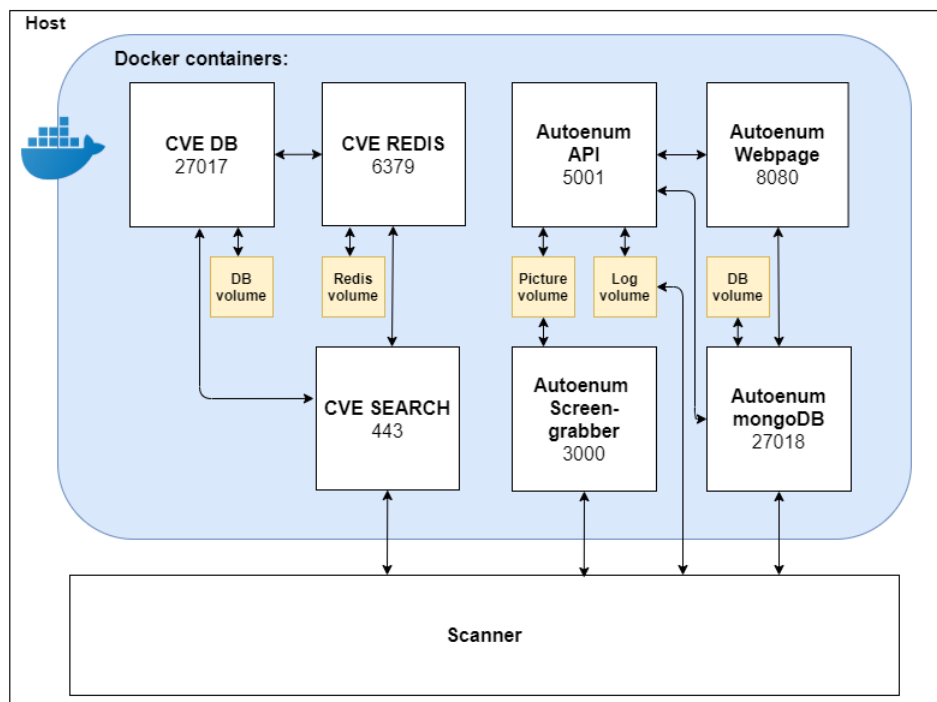 Host
Docker containers:
CVE DB
27017
CVE REDIS
6379
Autoenum
API
5001
Autoenum
Webpage
8080
DB
volume
Redis
volume
Picture
volume
Log
volume
DB
volume
CVE SEARCH
443
Autoenum
Screen-
grabber
3000
Autoenum
mongoDB
27018
Scanner